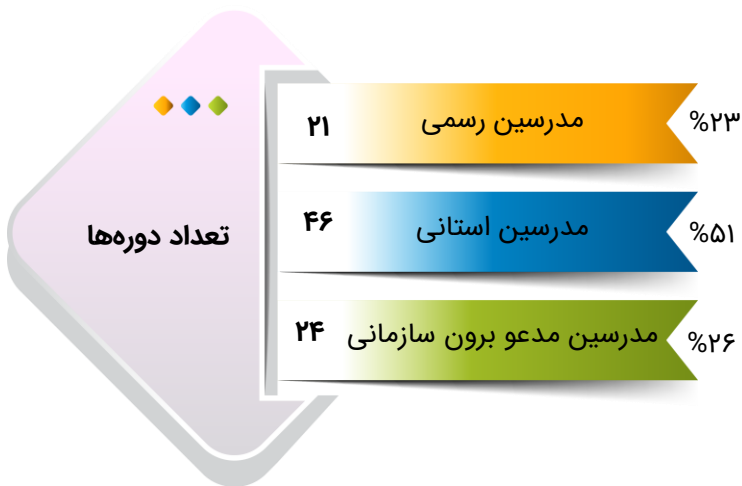 تعداد دوره‌ها
۲۱ مدرسین رسمی %۲۳
۴۶ مدرسین استانی %۵۱
۲۴ مدرسین مدعو برون سازمانی %۲۶